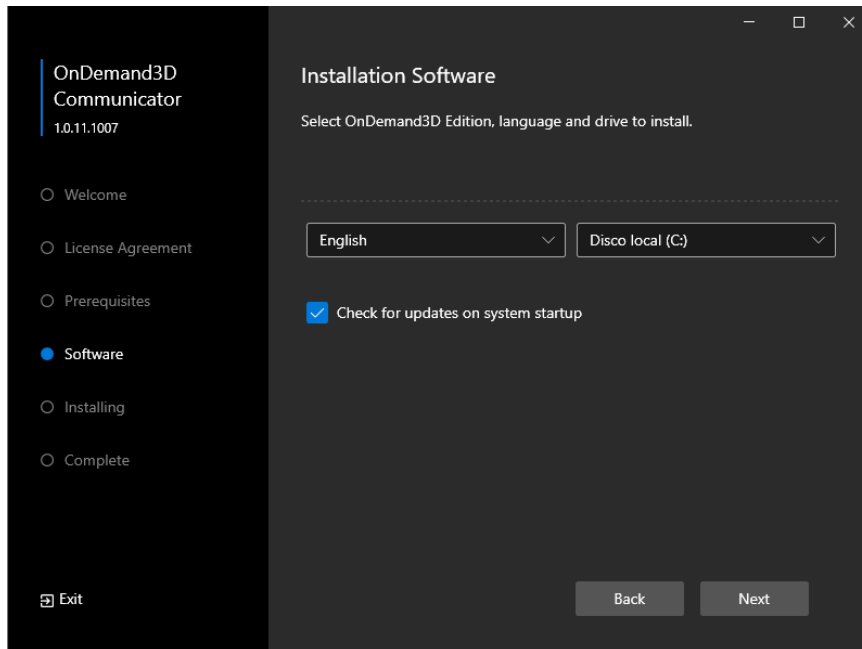 OnDemand3D
Communicator
1.0.11.1007
Welcome
License Agreement
Prerequisites
Software
Installing
Complete
Exit
Installation Software
Select OnDemand3D Edition, language and drive to install.
English
Disco local (C:)
Check for updates on system startup
Back
Next